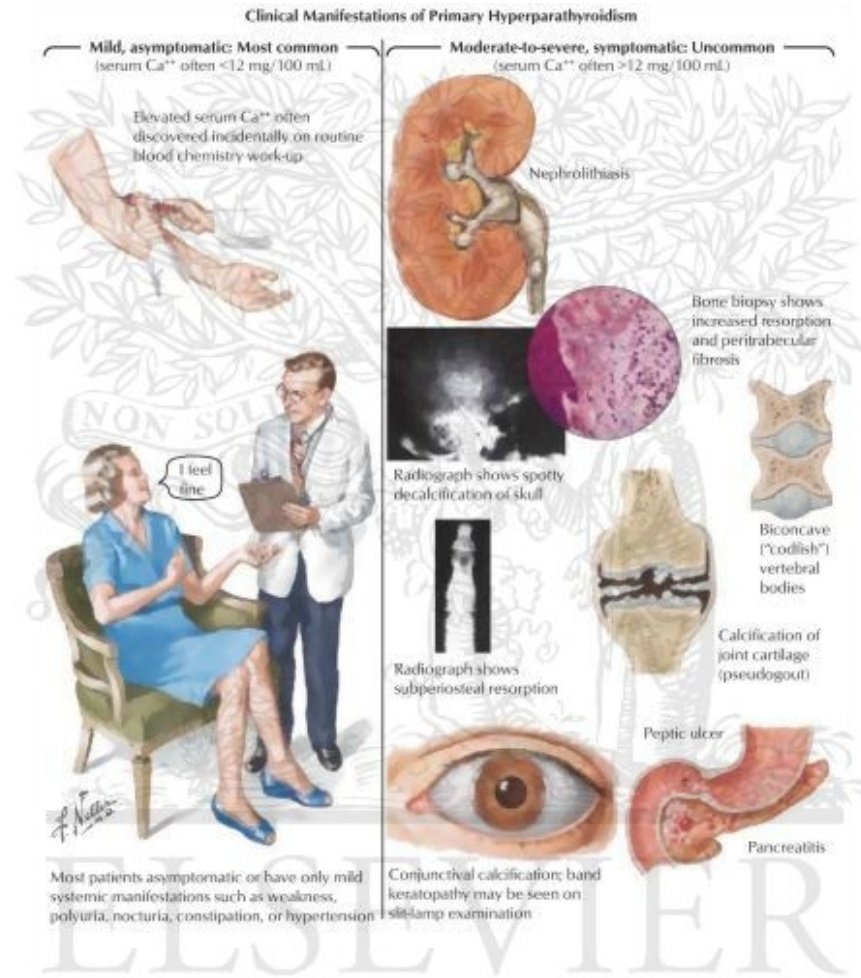 Clinical Manifestations of Primary Hyperparathyroidism
Mild, asymptomatic: Most common
(serum Ca⁺⁺ often <12 mg/100 mL)
Elevated serum Ca⁺⁺ often
discovered incidentally on routine
blood chemistry work-up
NON SOLUS
I feel
fine
F. Netter
M.D.
Most patients asymptomatic or have only mild
systemic manifestations such as weakness,
polyuria, nocturia, constipation, or hypertension
Moderate-to-severe, symptomatic: Uncommon
(serum Ca⁺⁺ often >12 mg/100 mL)
Nephrolithiasis
Bone biopsy shows
increased resorption
and peritrabecular
fibrosis
Radiograph shows spotty
decalcification of skull
Biconcave
("codfish")
vertebral
bodies
Radiograph shows
subperiosteal resorption
Calcification of
joint cartilage
(pseudogout)
Peptic ulcer
Pancreatitis
Conjunctival calcification; band
keratopathy may be seen on
slit-lamp examination
ELSEVIER